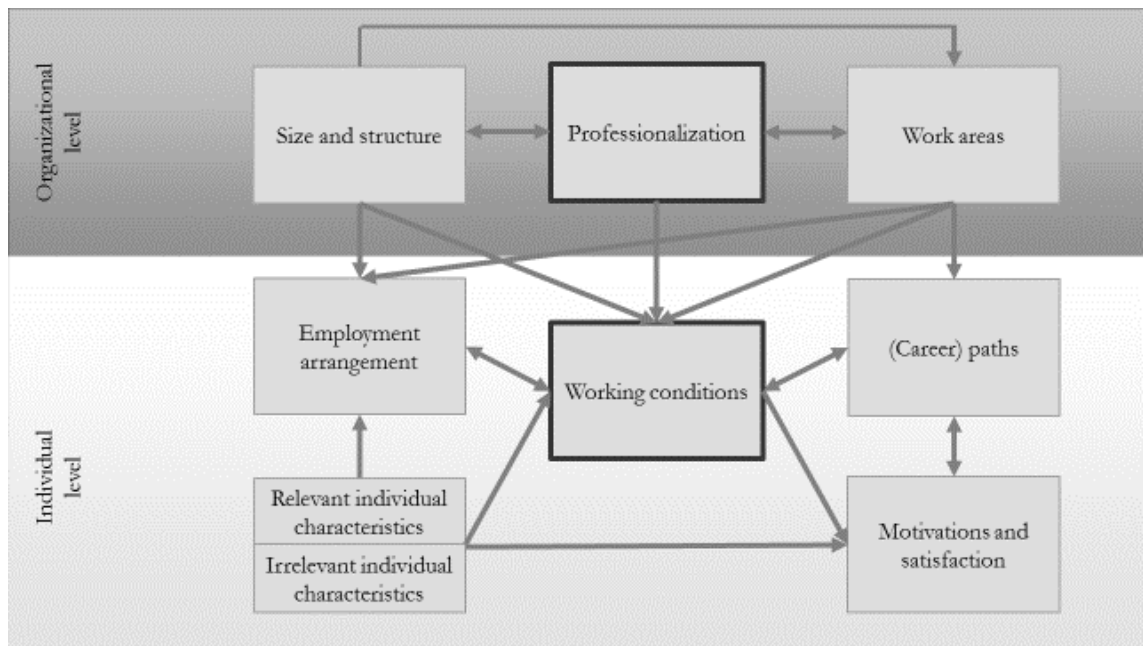 Organizational
level
Size and structure
Professionalization
Work areas
Individual
level
Employment
arrangement
Working conditions
(Career) paths
Relevant individual
characteristics
Irrelevant individual
characteristics
Motivations and
satisfaction